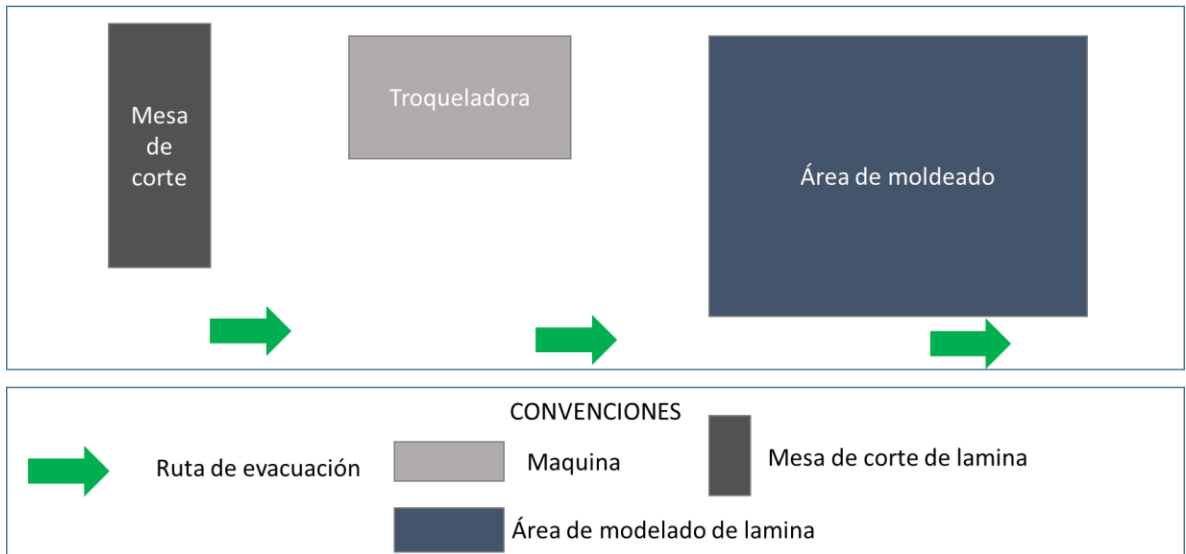 Mesa
de
corte
Troqueladora
Área de moldeado
CONVENCIONES
Ruta de evacuación
Maquina
Mesa de corte de lamina
Área de modelado de lamina